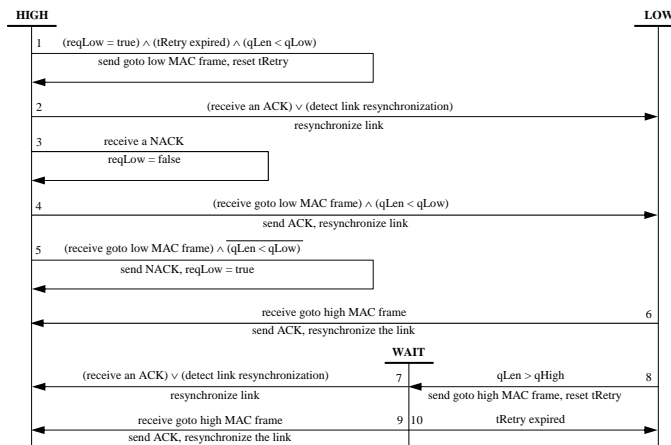 HIGH LOW
1 (reqLow = true) ∧ (tRetry expired) ∧ (qLen < qLow)
send goto low MAC frame, reset tRetry
2 (receive an ACK) ∨ (detect link resynchronization)
resynchronize link
3 receive a NACK
reqLow = false
4 (receive goto low MAC frame) ∧ (qLen < qLow)
send ACK, resynchronize link
5 (receive goto low MAC frame) ∧ (qLen < qLow)
send NACK, reqLow = true
receive goto high MAC frame 6
send ACK, resynchronize the link
WAIT
(receive an ACK) ∨ (detect link resynchronization) 7 qLen > qHigh 8
resynchronize link send goto high MAC frame, reset tRetry
receive goto high MAC frame 9 10 tRetry expired
send ACK, resynchronize the link